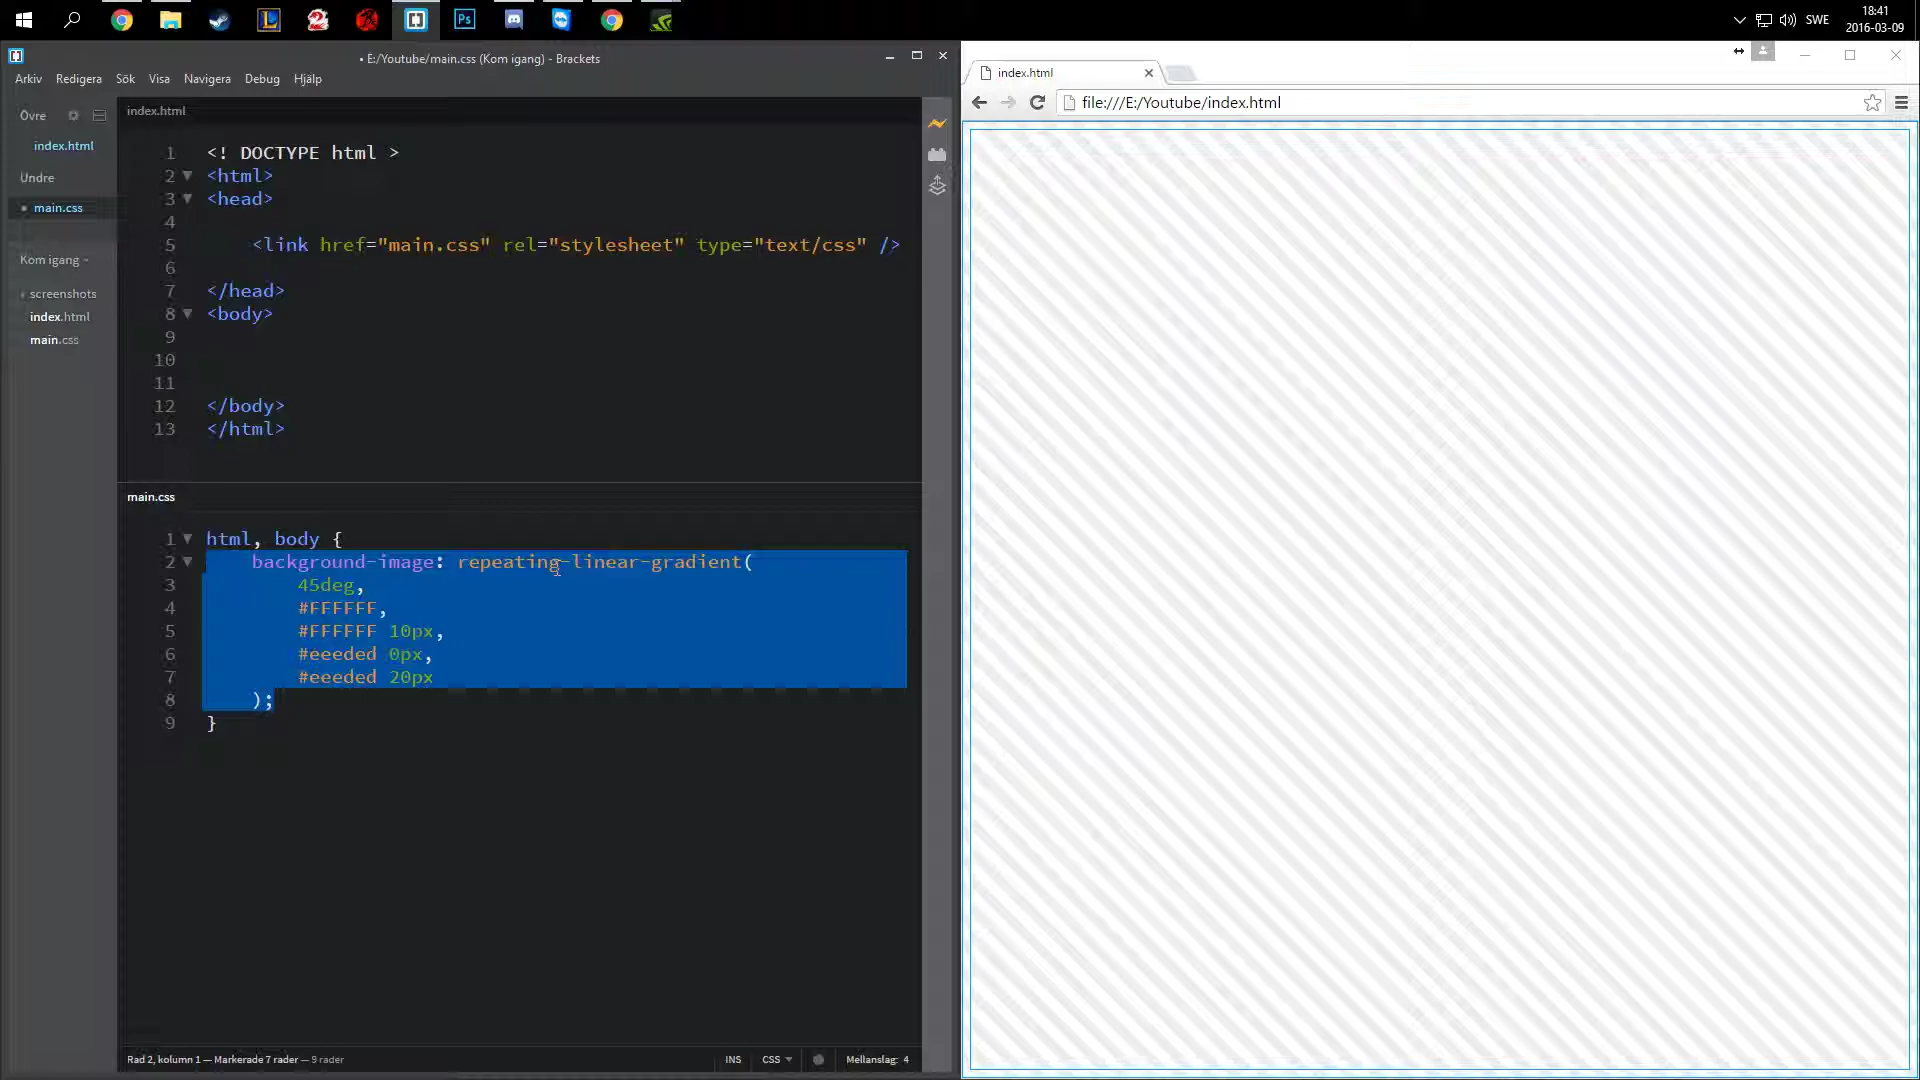 18:41
SWE
2016-03-09
• E:/Youtube/main.css (Kom igang) - Brackets
Arkiv Redigera Sök Visa Navigera Debug Hjälp
Övre
index.html
Undre
• main.css
Kom igang
screenshots
index.html
main.css
index.html
1 <! DOCTYPE html >
2 <html>
3 <head>
4
5 <link href="main.css" rel="stylesheet" type="text/css" />
6
7 </head>
8 <body>
9
10
11
12 </body>
13 </html>
main.css
1 html, body {
2 background-image: repeating-linear-gradient(
3 45deg,
4 #FFFFFF,
5 #FFFFFF 10px,
6 #eeeded 0px,
7 #eeeded 20px
8 );
9 }
Rad 2, kolumn 1 — Markerade 7 rader — 9 rader
INS CSS Mellanslag: 4
index.html
file:///E:/Youtube/index.html
Ps